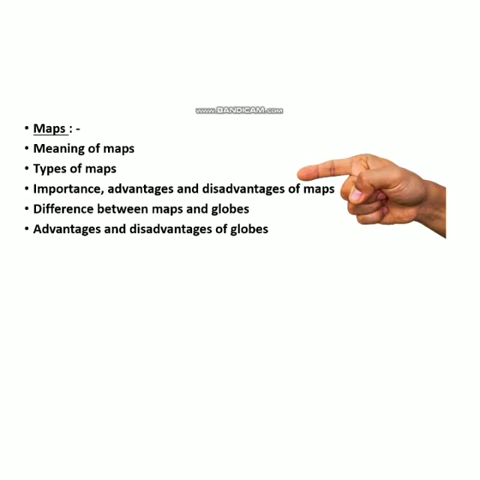 www.BANDICAM.com
• Maps : -
• Meaning of maps
• Types of maps
• Importance, advantages and disadvantages of maps
• Difference between maps and globes
• Advantages and disadvantages of globes